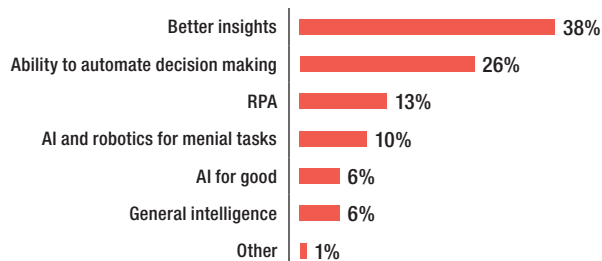 Better insights 38%
Ability to automate decision making 26%
RPA 13%
AI and robotics for menial tasks 10%
AI for good 6%
General intelligence 6%
Other 1%